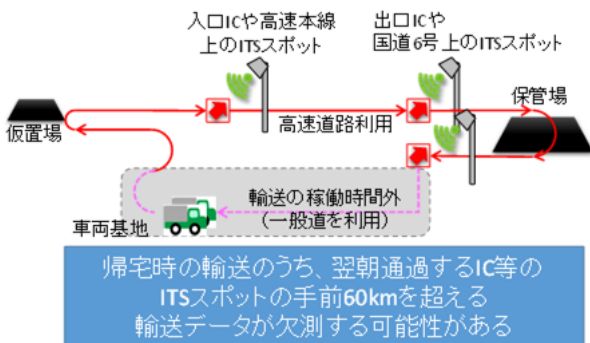 入口ICや高速本線
上のITSスポット
出口ICや
国道6号上のITSスポット
仮置場
高速道路利用
保管場
輸送の稼働時間外
(一般道を利用)
車両基地
帰宅時の輸送のうち、翌朝通過するIC等の
ITSスポットの手前60kmを超える
輸送データが欠測する可能性がある